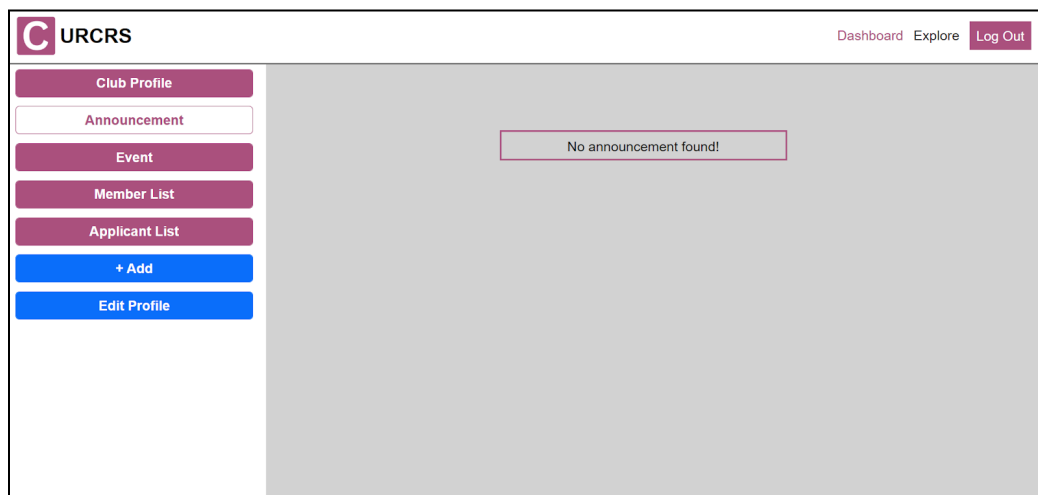 C URCRS
Dashboard Explore Log Out
Club Profile
Announcement
Event
Member List
Applicant List
+ Add
Edit Profile
No announcement found!